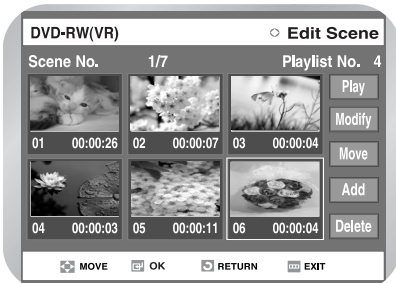 DVD-RW(VR) Edit Scene
Scene No. 1/7 Playlist No. 4
Play
01 00:00:26 02 00:00:07 03 00:00:04
Modify
Move
Add
04 00:00:03 05 00:00:11 06 00:00:04
Delete
MOVE OK RETURN EXIT